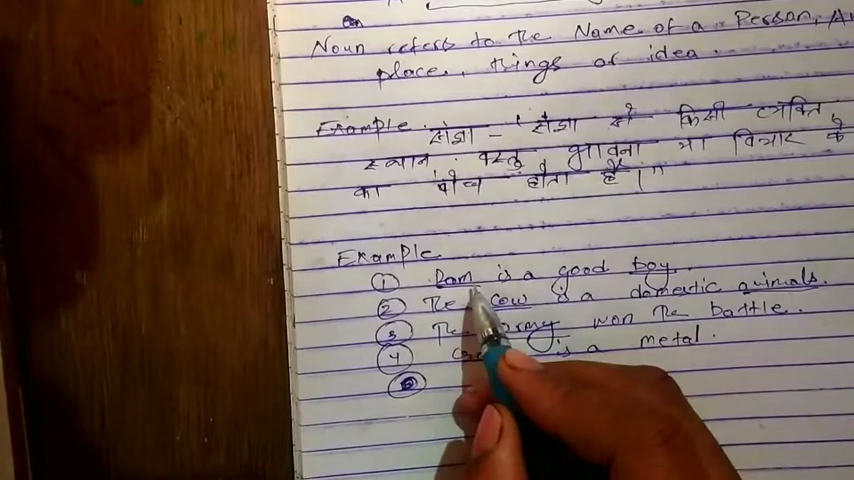 Noun refers to The Name of a Person, A
place, things or idea.
Example. संज्ञा - "संज्ञा से किसी व्यक्ति
स्थान. वस्तु भावना या विचार के
का बोध होता है।"
Example
① Ram is a good boy.
② The cow is a domestic animals.
③ The army won The battle.
④ is a metal.